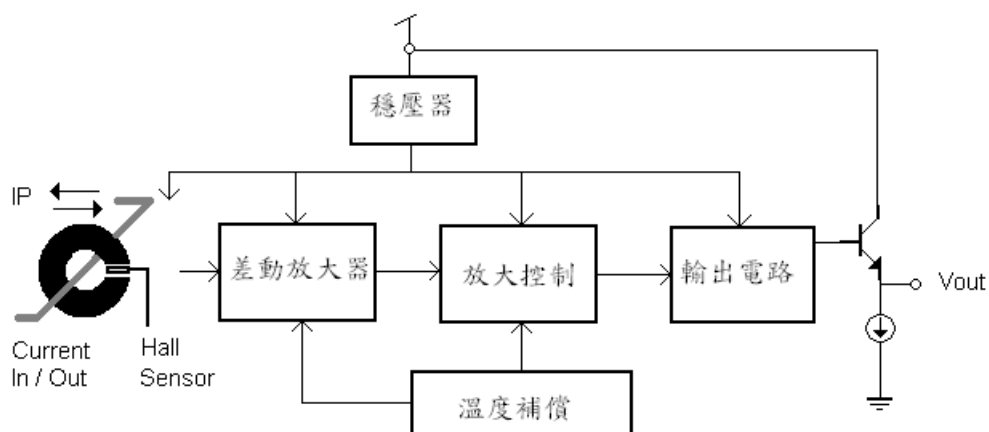 穩壓器
IP
差動放大器
放大控制
輸出電路
Vout
Current
In / Out
Hall
Sensor
溫度補償